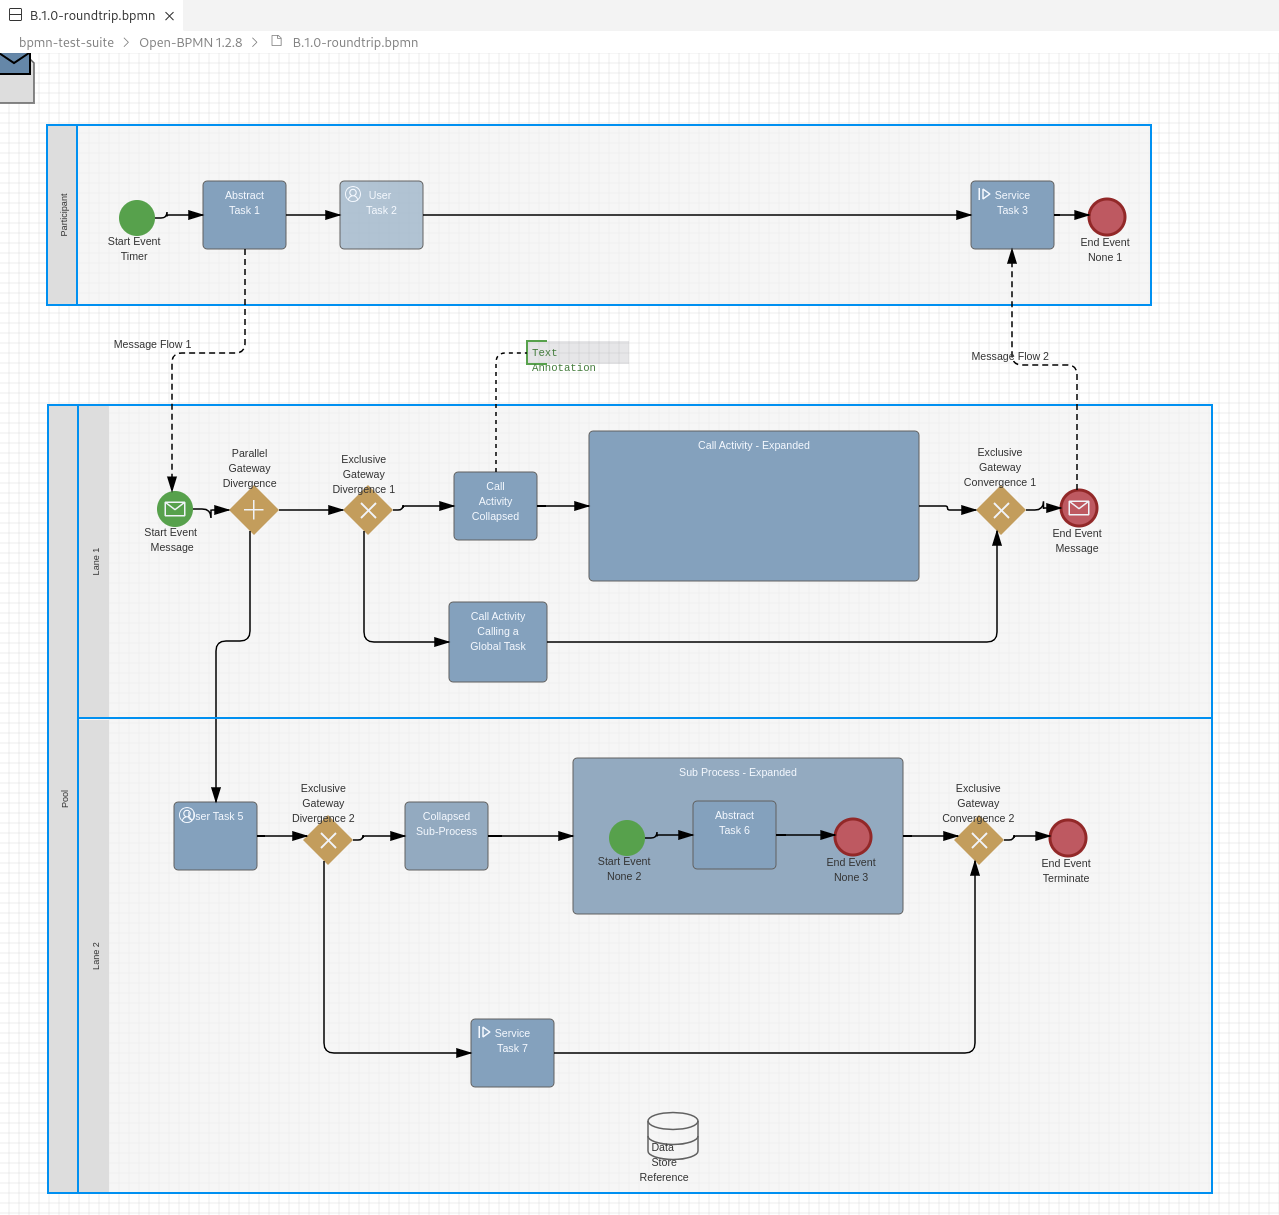 B.1.0-roundtrip.bpmn
bpmn-test-suite > Open-BPMN 1.2.8 > B.1.0-roundtrip.bpmn
Participant
Start Event
Timer
Abstract
Task 1
User
Task 2
Service
Task 3
End Event
None 1
Message Flow 1
Text
Annotation
Message Flow 2
Pool
Lane 1
Start Event
Message
Parallel
Gateway
Divergence
Exclusive
Gateway
Divergence 1
Call
Activity
Collapsed
Call Activity - Expanded
Exclusive
Gateway
Convergence 1
End Event
Message
Call Activity
Calling a
Global Task
Lane 2
User Task 5
Exclusive
Gateway
Divergence 2
Collapsed
Sub-Process
Sub Process - Expanded
Start Event
None 2
Abstract
Task 6
End Event
None 3
Exclusive
Gateway
Convergence 2
End Event
Terminate
Service
Task 7
Data
Store
Reference